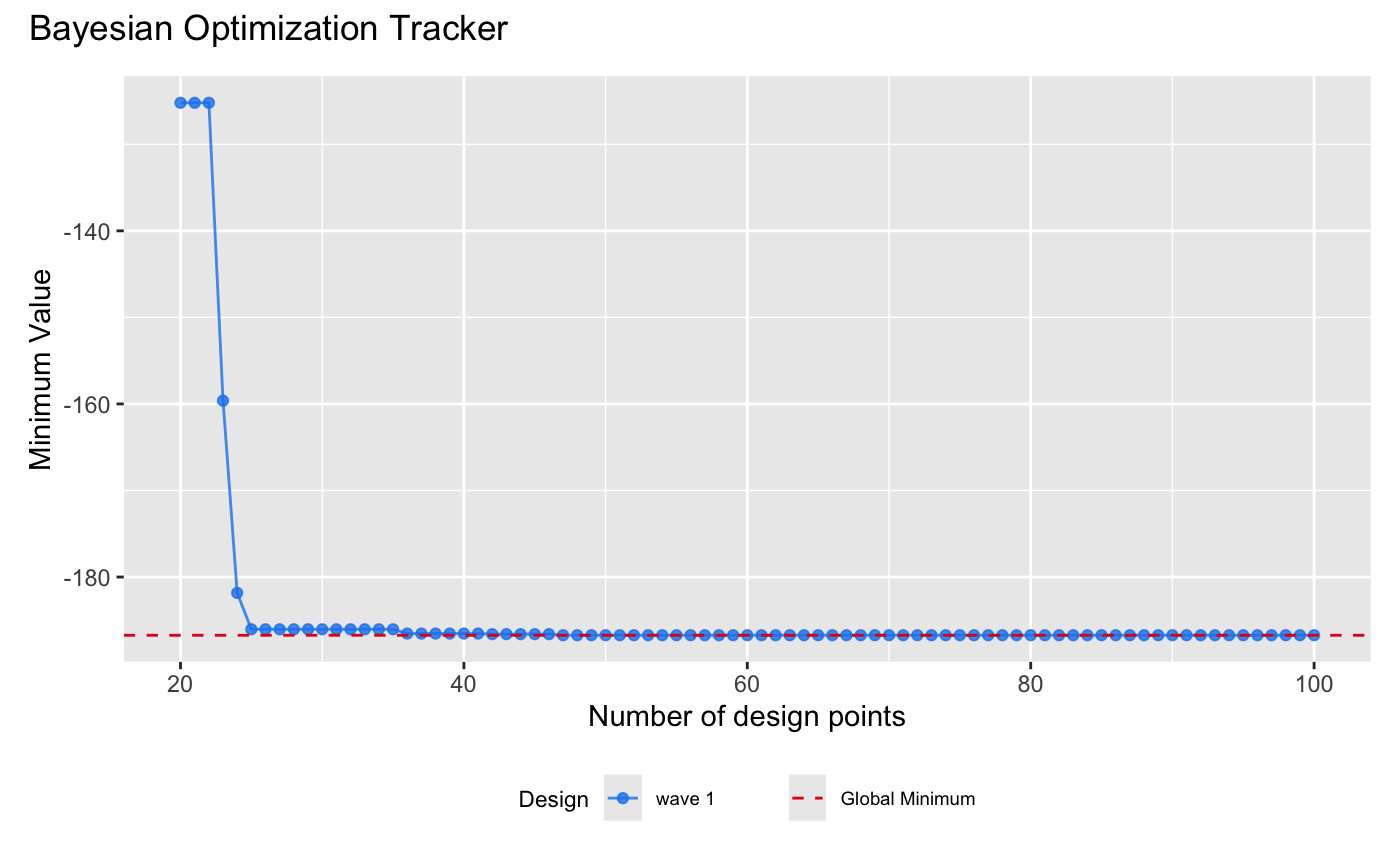 Bayesian Optimization Tracker
Minimum Value
-140
-160
-180
20 40 60 80 100
Number of design points
Design wave 1 Global Minimum